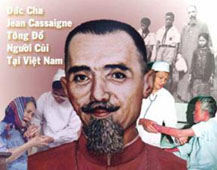 Đức Cha
Jean Cassaigne
Tông Đồ
Người Cùi
Tại Việt Nam